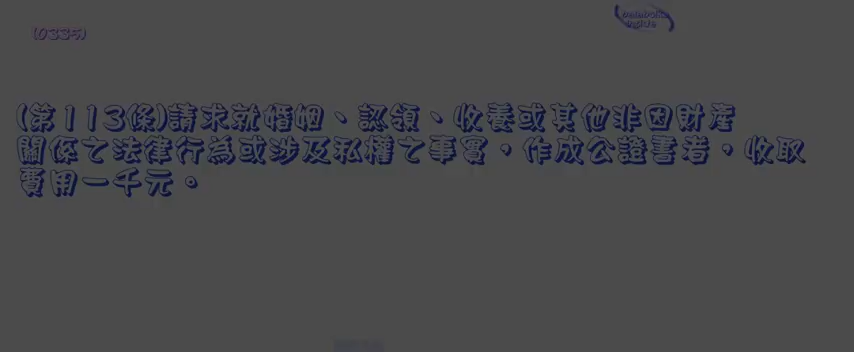 (0335)
(第113條)請求就婚姻、認領、收養或其他非因財產
關係之法律行為或涉及私權之事實，作成公證書者，收取
費用一千元。